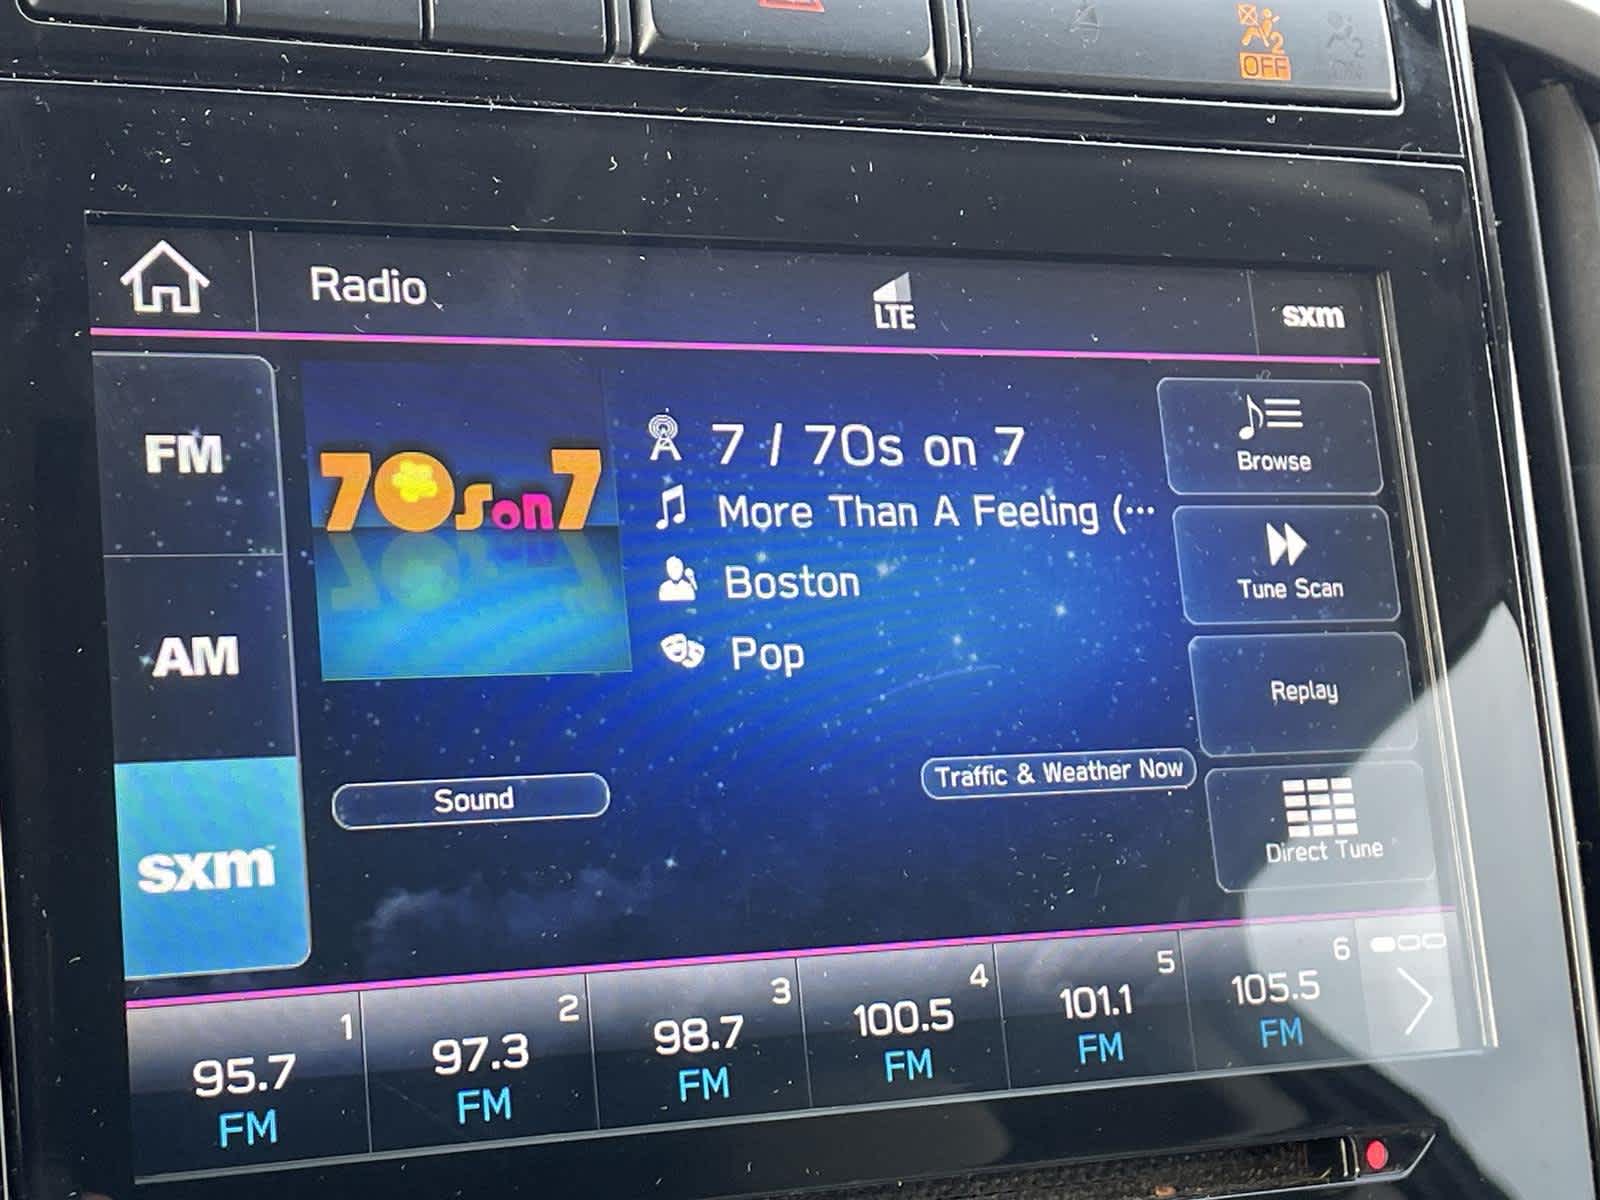 2
OFF
2
Radio
LTE
sxm
FM
AM
sxm
70s on 7
7 / 70s on 7
More Than A Feeling (···
Boston
Pop
Sound
Traffic & Weather Now
Browse
Tune Scan
Replay
Direct Tune
1
95.7
FM
2
97.3
FM
3
98.7
FM
4
100.5
FM
5
101.1
FM
6
105.5
FM